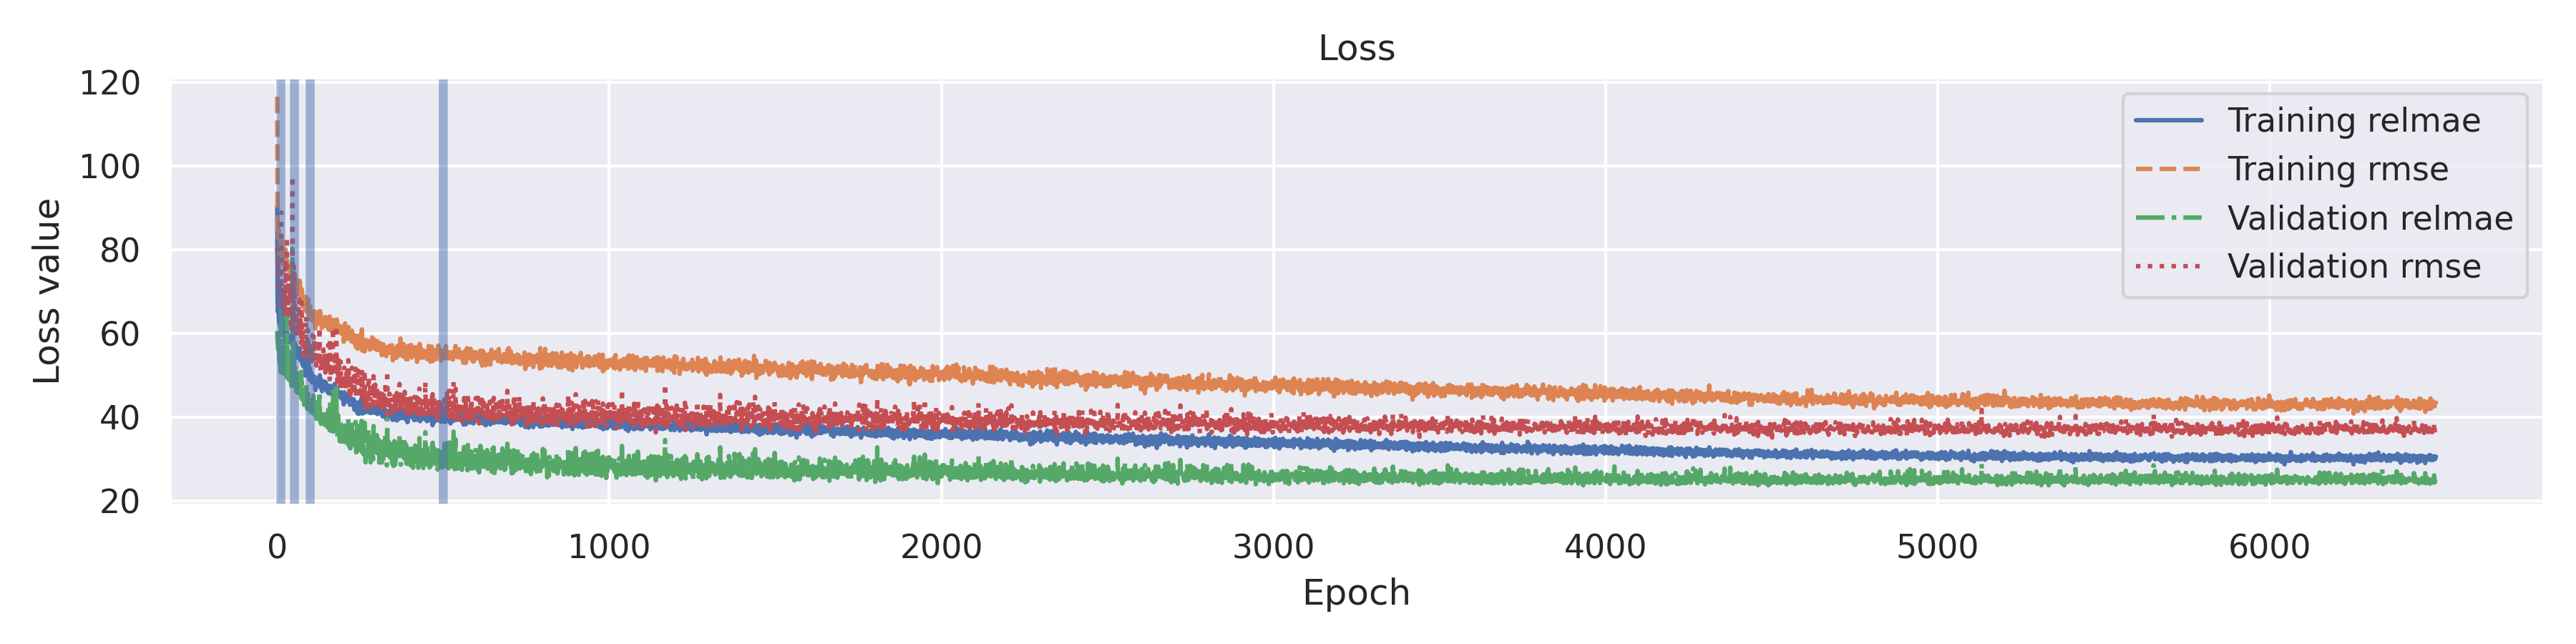 Loss
120
100
80
60
40
20
Loss value
Training relmae
Training rmse
Validation relmae
Validation rmse
0 1000 2000 3000 4000 5000 6000
Epoch